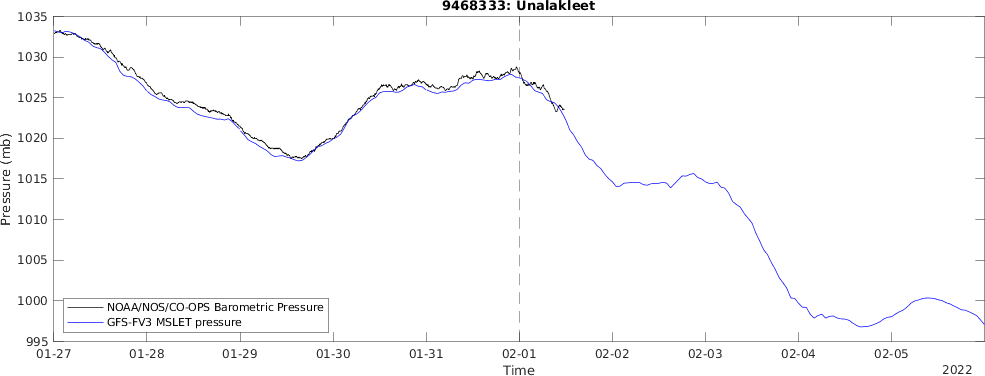 9468333: Unalakleet
Pressure (mb)
1035
1030
1025
1020
1015
1010
1005
1000
995
NOAA/NOS/CO-OPS Barometric Pressure
GFS-FV3 MSLET pressure
01-27 01-28 01-29 01-30 01-31 02-01 02-02 02-03 02-04 02-05
Time
2022